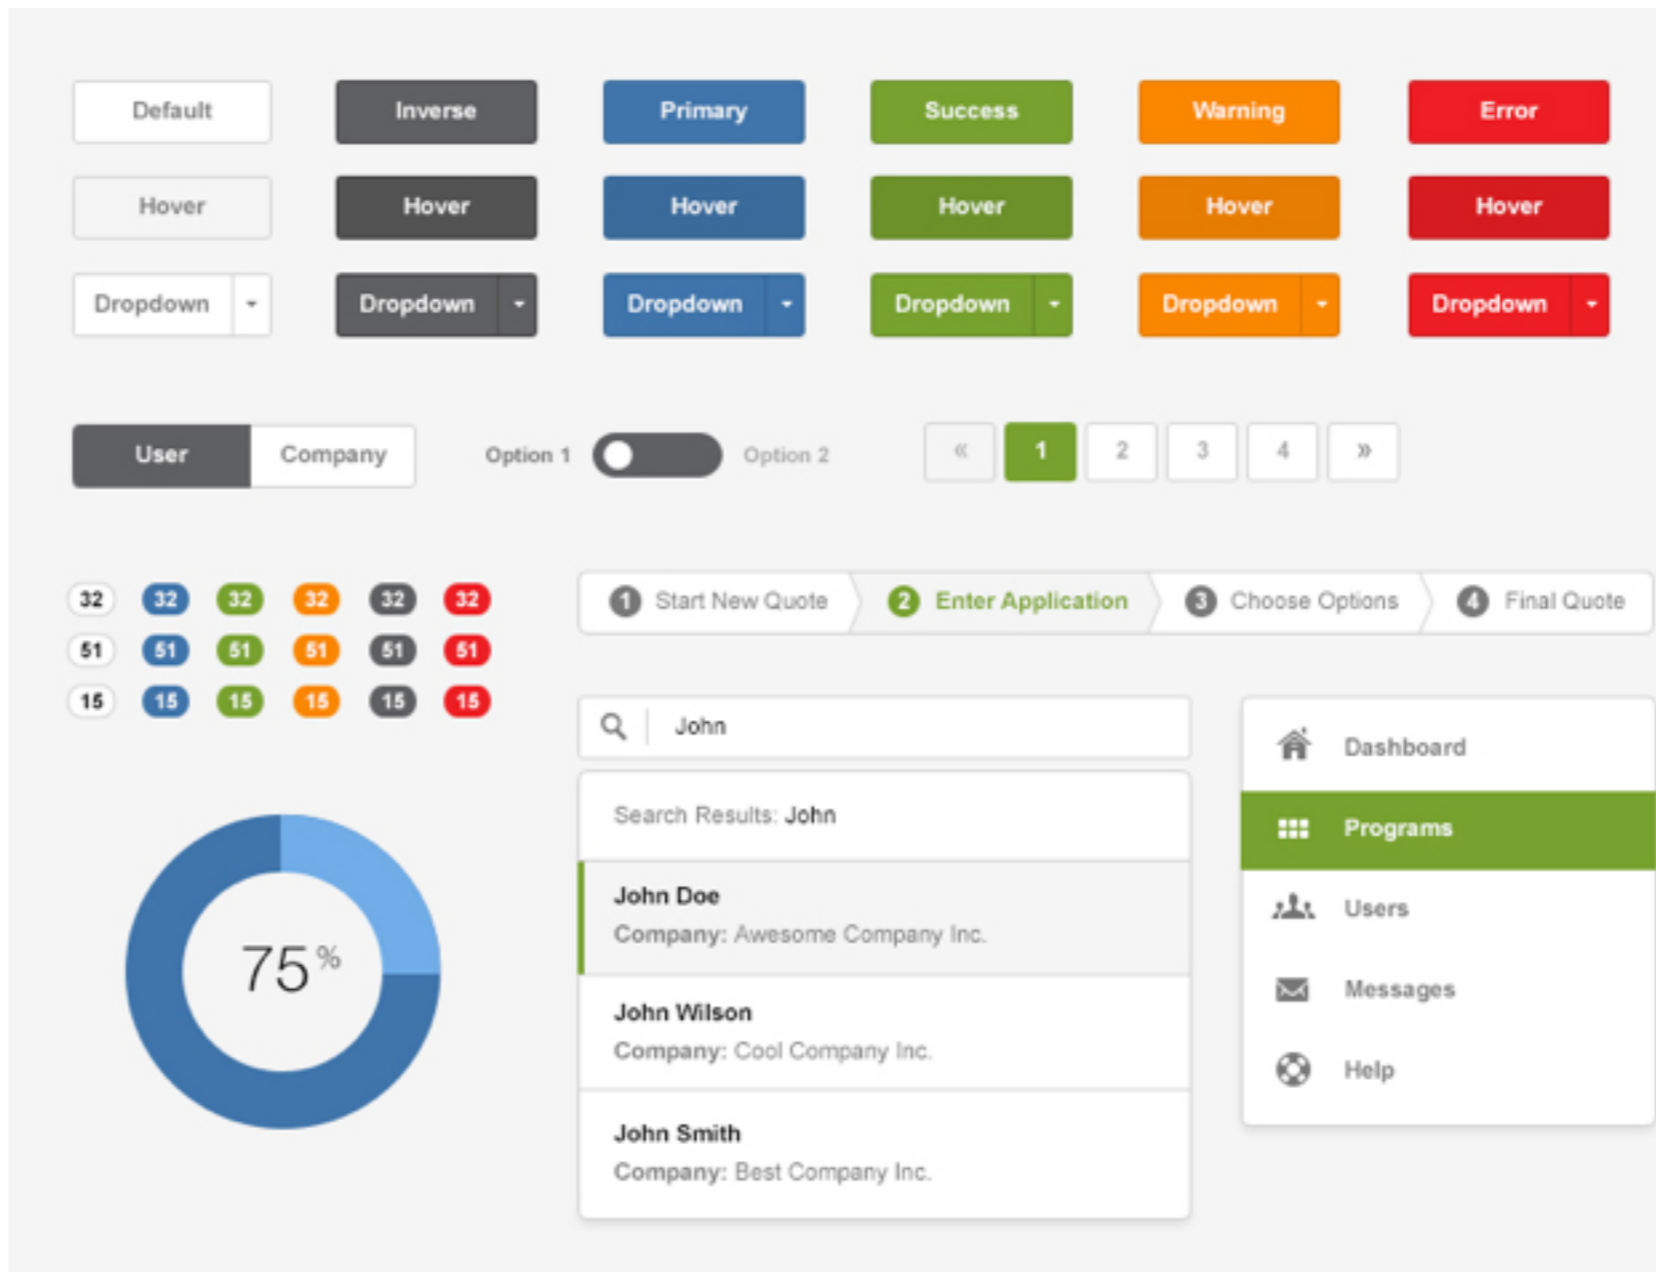 Default Inverse Primary Success Warning Error
Hover Hover Hover Hover Hover Hover
Dropdown Dropdown Dropdown Dropdown Dropdown Dropdown
User Company Option 1 Option 2 « 1 2 3 4 »
32 32 32 32 32 32
51 51 51 51 51 51
15 15 15 15 15 15
1 Start New Quote 2 Enter Application 3 Choose Options 4 Final Quote
75%
John
Search Results: John
John Doe
Company: Awesome Company Inc.
John Wilson
Company: Cool Company Inc.
John Smith
Company: Best Company Inc.
Dashboard
Programs
Users
Messages
Help